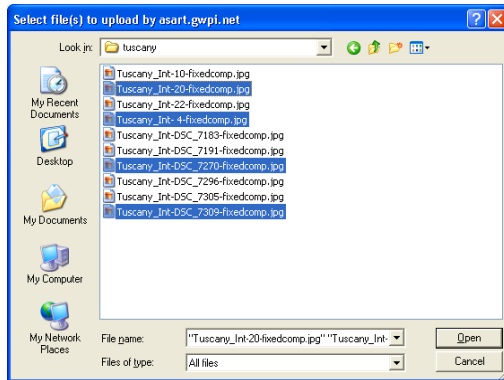 Select file(s) to upload by asart.gwpi.net
Look in: tuscany
Tuscany_Int-10-fixedcomp.jpg
Tuscany_Int-20-fixedcomp.jpg
Tuscany_Int-22-fixedcomp.jpg
Tuscany_Int- 4-fixedcomp.jpg
Tuscany_Int-DSC_7183-fixedcomp.jpg
Tuscany_Int-DSC_7191-fixedcomp.jpg
Tuscany_Int-DSC_7270-fixedcomp.jpg
Tuscany_Int-DSC_7296-fixedcomp.jpg
Tuscany_Int-DSC_7305-fixedcomp.jpg
Tuscany_Int-DSC_7309-fixedcomp.jpg
My Recent
Documents
Desktop
My Documents
My Computer
My Network
Places
File name: "Tuscany_Int-20-fixedcomp.jpg" "Tuscany_Int- Open
Files of type: All files Cancel